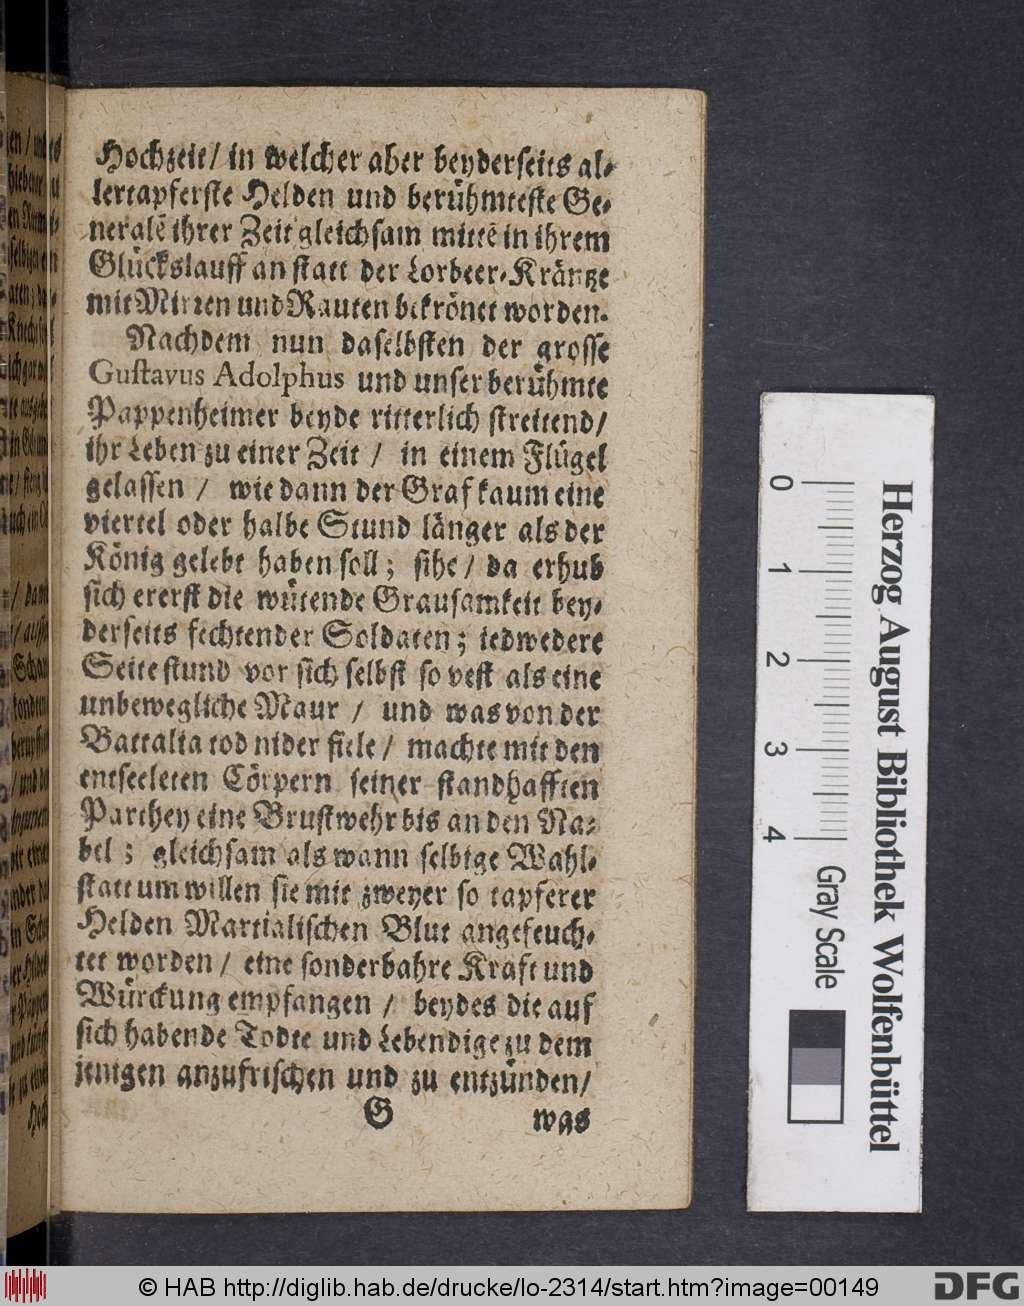 Hochzeit/ in welcher aber beyderseits al-
lertapferste Helden und berühmteste Ge-
neralē ihrer Zeit gleichsam mittē in ihrem
Glückslauff an statt der Lorbeer-Kräntze
mit Mirten und Rauten bekrönet worden.
Nachdem nun daselbsten der grosse
Gustavus Adolphus und unser berühmte
Pappenheimer beyde ritterlich streitend/
ihr Leben zu einer Zeit / in einem Flügel
gelassen / wie dann der Graf kaum eine
viertel oder halbe Stund länger als der
König gelebt haben soll; sihe / da erhub
sich ererst die wütende Grausamkeit bey-
derseits fechtender Soldaten; iedwedere
Seite stund vor sich selbst so vest als eine
unbewegliche Maur / und was von der
Battalia tod nider fiele / machte mit den
entseeleten Cörpern seiner standhafften
Parthey eine Brustwehr bis an den Na-
bel ; gleichsam als wann selbige Wahl-
statt um willen sie mit zweyer so tapferer
Helden Martialischen Blut angefeuch-
tet worden / eine sonderbahre Kraft und
Würckung empfangen / beydes die auf
sich habende Todte und Lebendige zu dem
jenigen anzufrischen und zu entzünden/
G was
Herzog August Bibliothek Wolfenbüttel
0 1 2 3 4
Gray Scale
© HAB http://diglib.hab.de/drucke/lo-2314/start.htm?image=00149
DFG